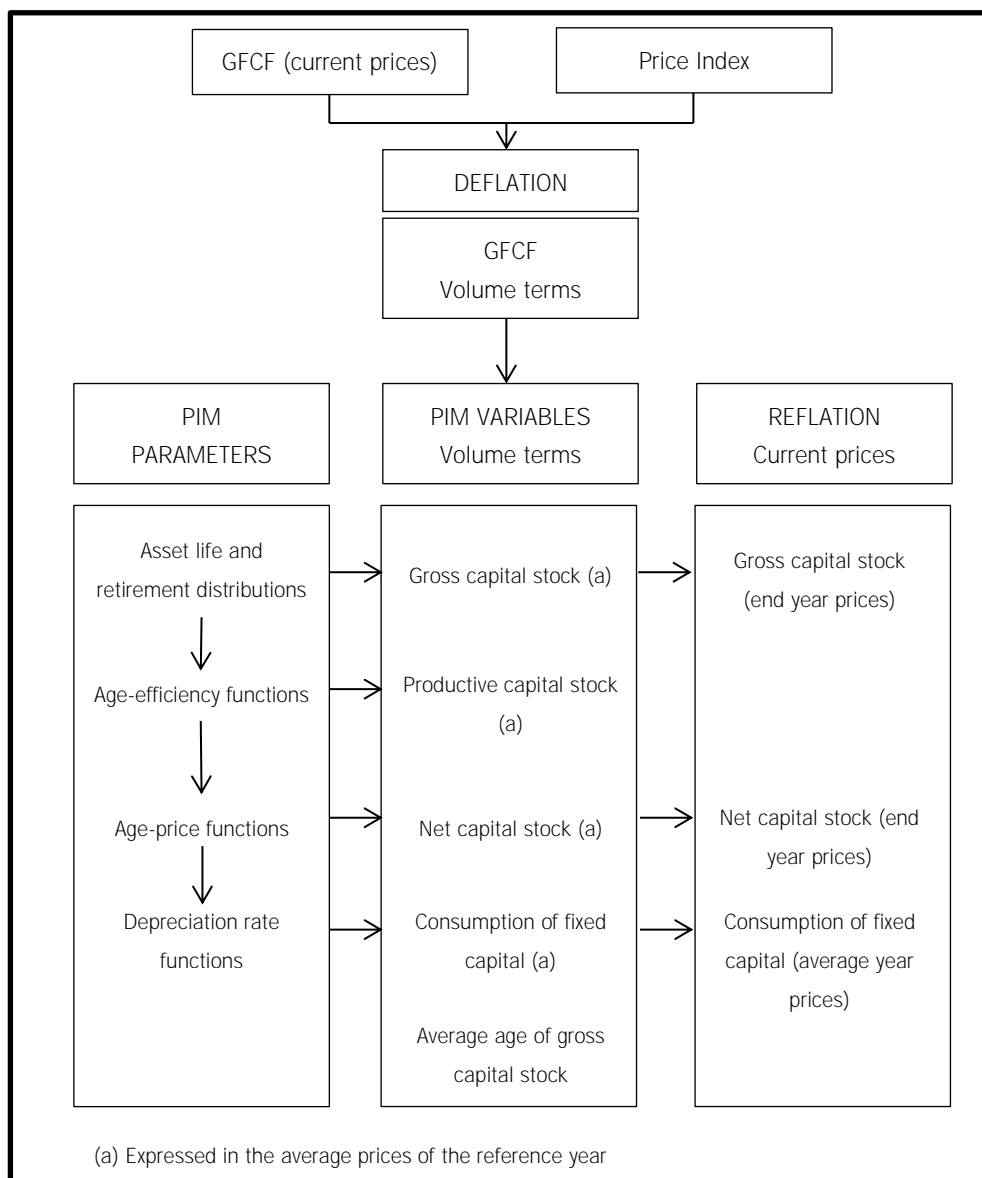 GFCF (current prices)
Price Index
DEFLATION
GFCF
Volume terms
PIM
PARAMETERS
PIM VARIABLES
Volume terms
REFLATION
Current prices
Asset life and
retirement distributions
Age-efficiency functions
Age-price functions
Depreciation rate
functions
Gross capital stock (a)
Productive capital stock
(a)
Net capital stock (a)
Consumption of fixed
capital (a)
Average age of gross
capital stock
Gross capital stock
(end year prices)
Net capital stock (end
year prices)
Consumption of fixed
capital (average year
prices)
(a) Expressed in the average prices of the reference year